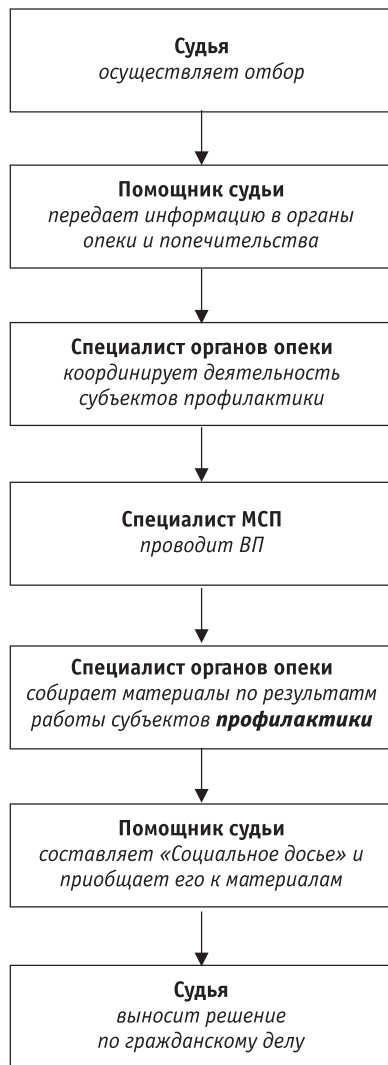 Судья
осуществляет отбор
Помощник судьи
передает информацию в органы
опеки и попечительства
Специалист органов опеки
координирует деятельность
субъектов профилактики
Специалист МСП
проводит ВП
Специалист органов опеки
собирает материалы по результатм
работы субъектов профилактики
Помощник судьи
составляет «Социальное досье» и
приобщает его к материалам
Судья
выносит решение
по гражданскому делу